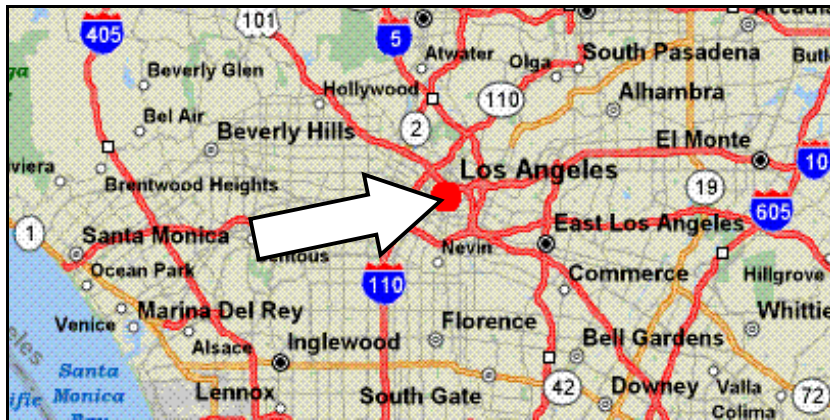 405
101
5
Atwater
Olga
South Pasadena
Beverly Glen
Hollywood
110
Alhambra
Bel Air
Beverly Hills
2
El Monte
10
Los Angeles
Brentwood Heights
19
605
1
Santa Monica
East Los Angeles
Nevin
Ocean Park
110
Commerce
Hillgrove
Marina Del Rey
Venice
Florence
Alsace
Inglewood
Bell Gardens
Santa
Monica
Lennox
South Gate
42
Downey
Valla
72
Colima